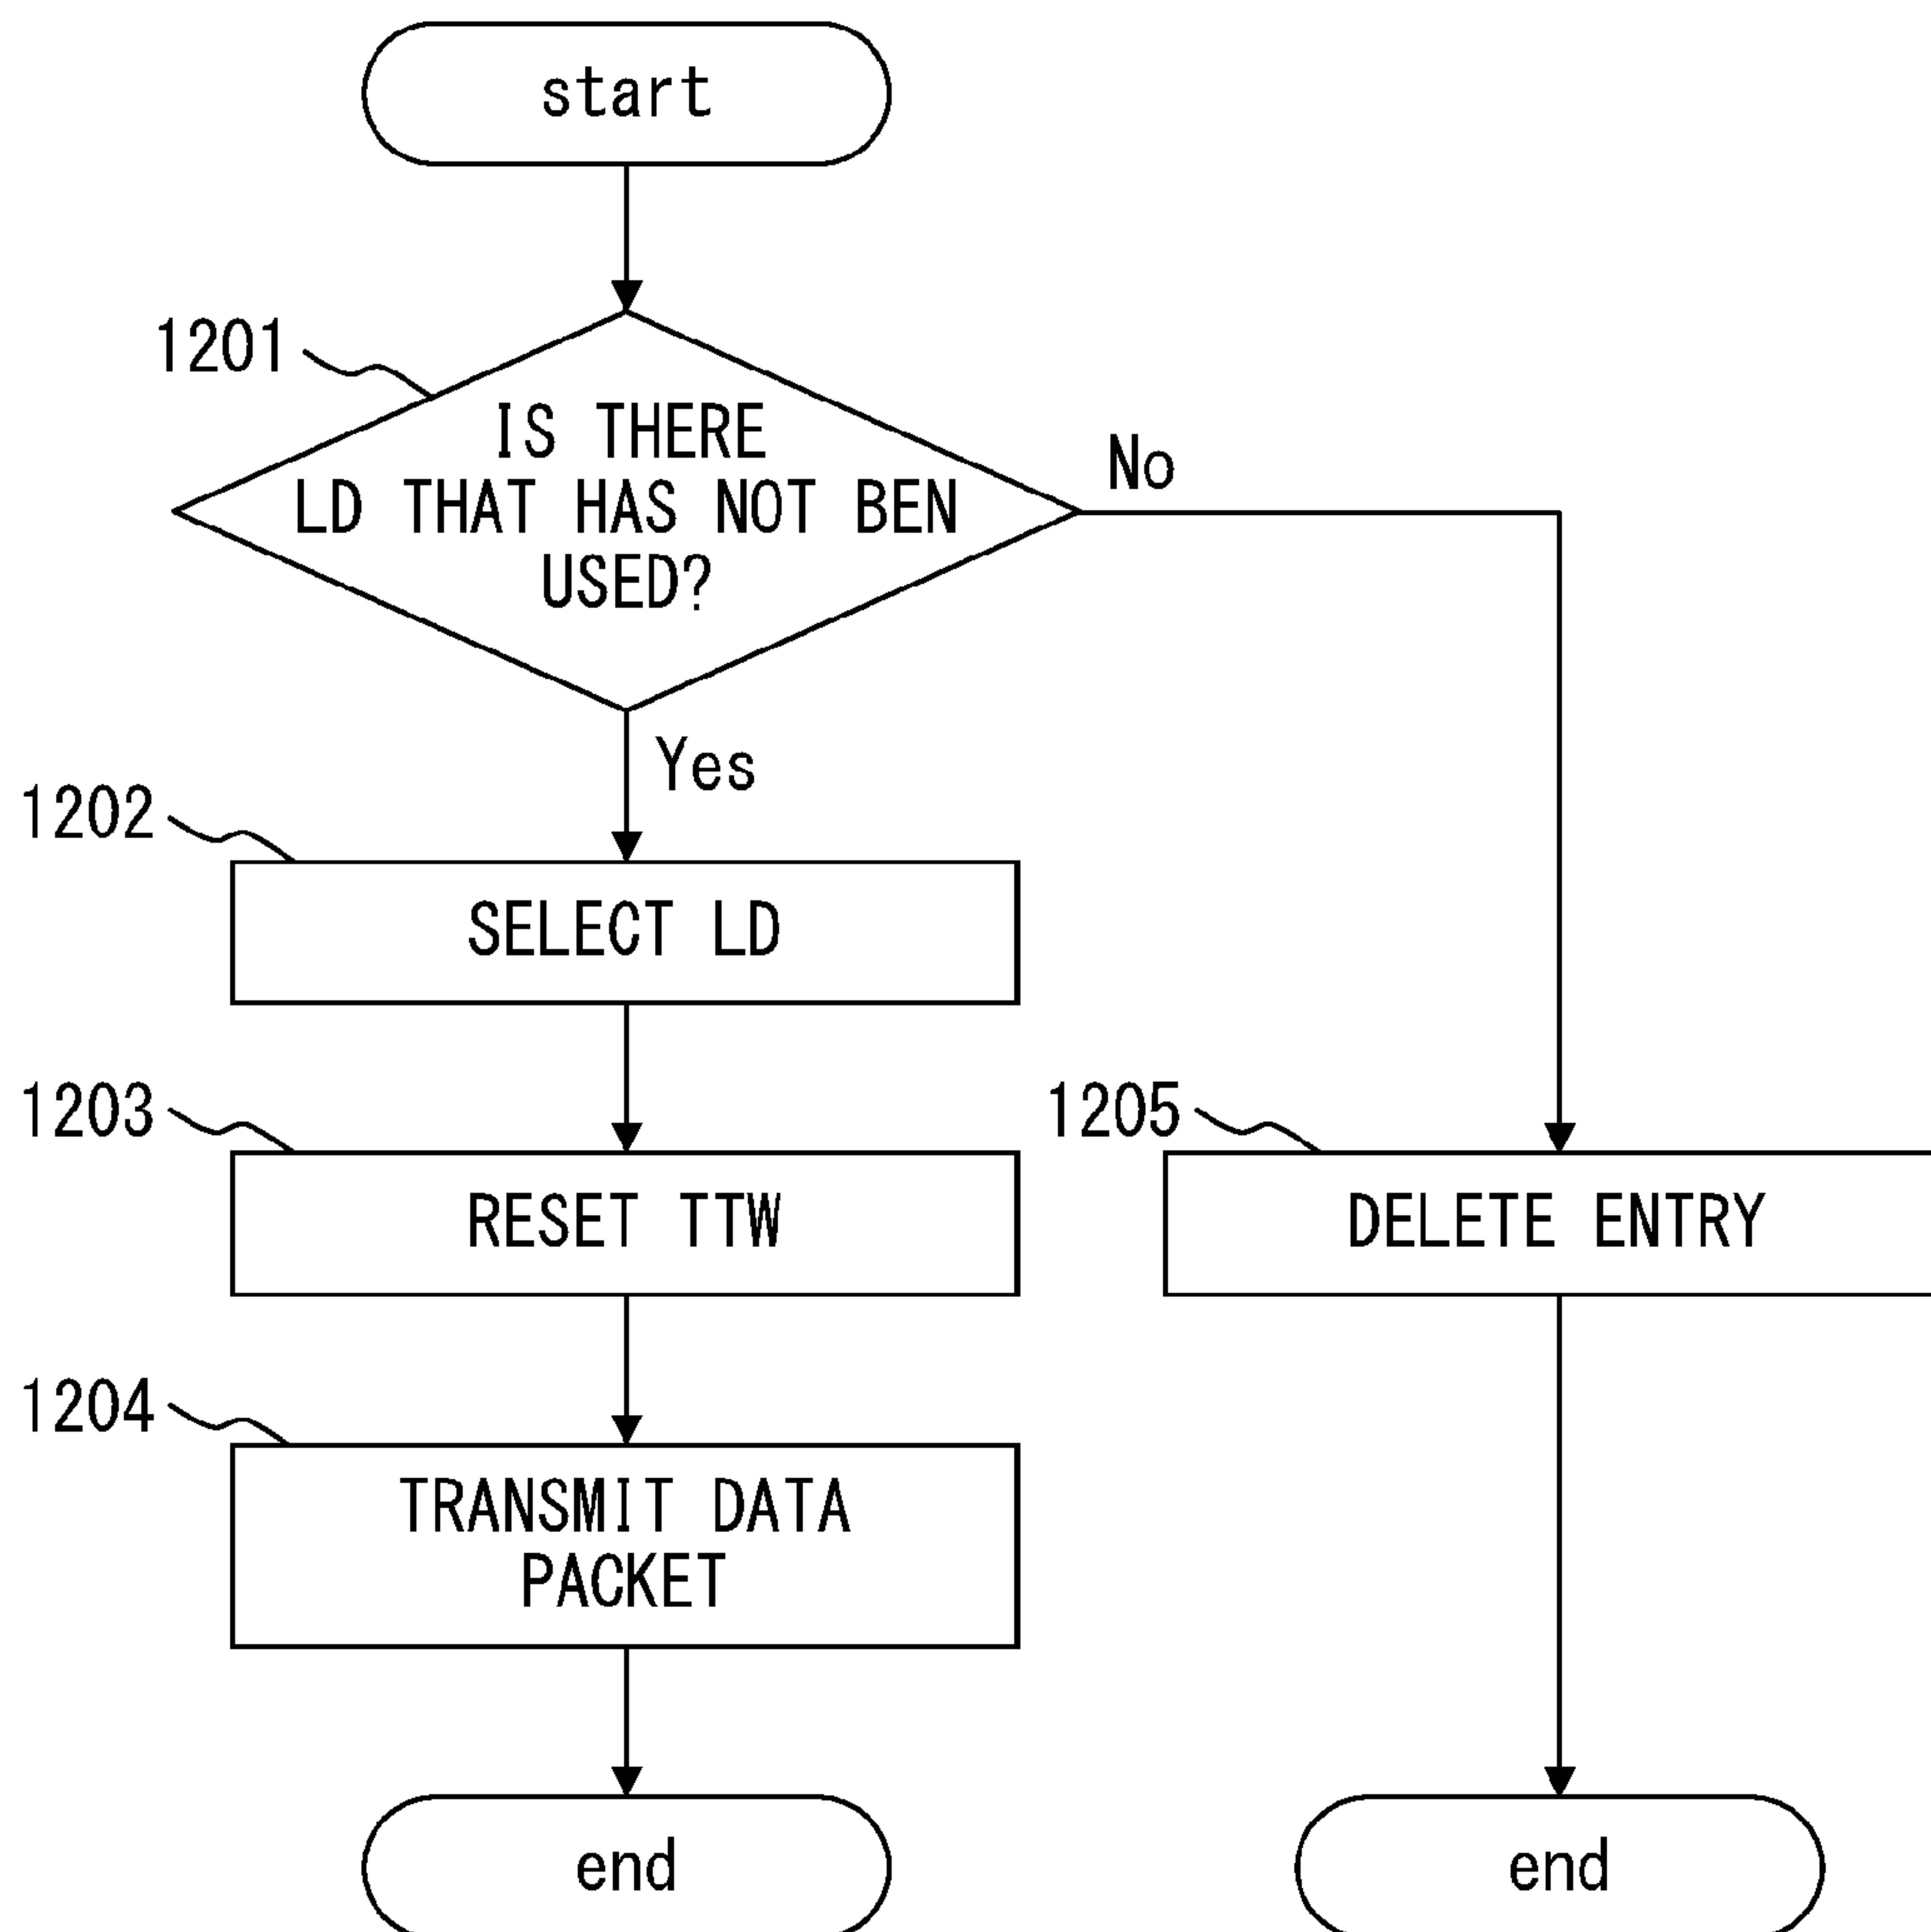 start
1201
IS THERE
LD THAT HAS NOT BEN
USED?
No
Yes
1202
SELECT LD
1203
RESET TTW
1205
DELETE ENTRY
1204
TRANSMIT DATA
PACKET
end
end